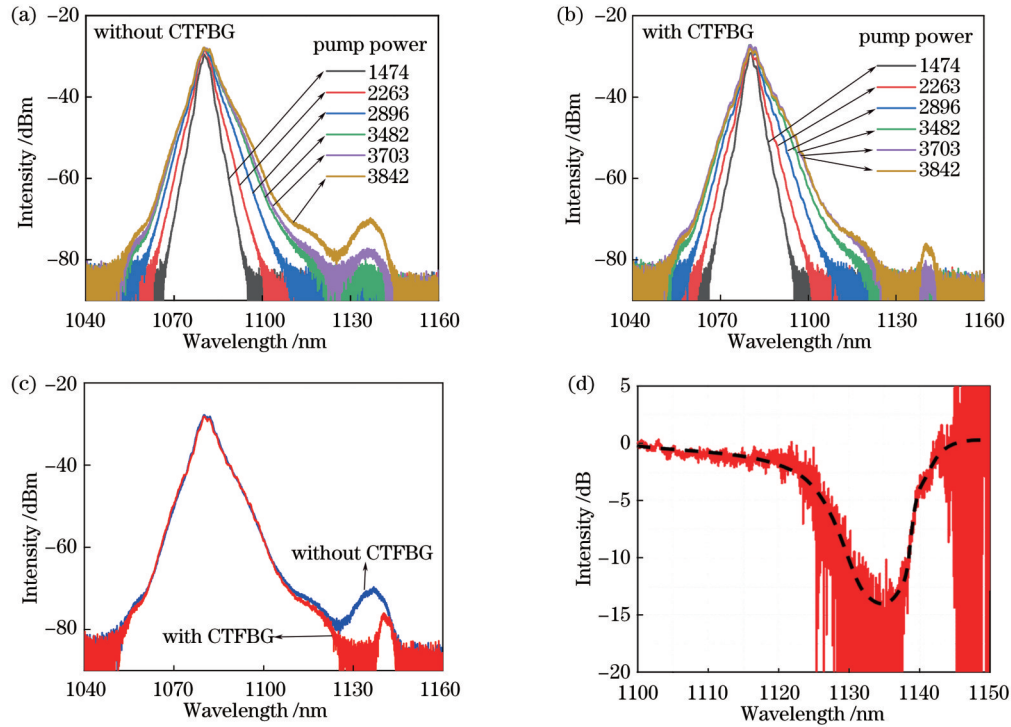 (a)
−20
−40
−60
−80
Intensity /dBm
without CTFBG
pump power
1474
2263
2896
3482
3703
3842
1040
1070
1100
1130
1160
Wavelength /nm
(b)
−20
−40
−60
−80
Intensity /dBm
with CTFBG
pump power
1474
2263
2896
3482
3703
3842
1040
1070
1100
1130
1160
Wavelength /nm
(c)
−20
−40
−60
−80
Intensity /dBm
without CTFBG
with CTFBG
1040
1070
1100
1130
1160
Wavelength /nm
(d)
5
0
−5
−10
−15
−20
Intensity /dB
1100
1110
1120
1130
1140
1150
Wavelength /nm